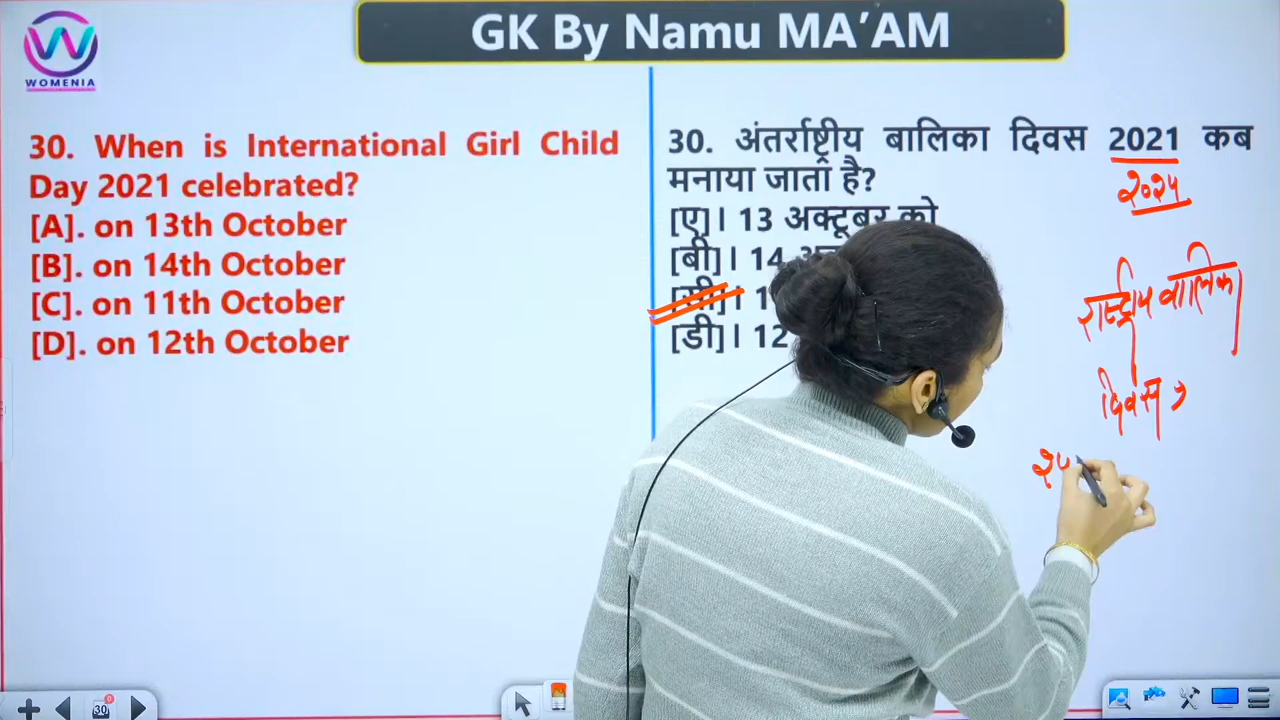 WOMENIA
GK By Namu MA’AM
30. When is International Girl Child
Day 2021 celebrated?
[A]. on 13th October
[B]. on 14th October
[C]. on 11th October
[D]. on 12th October
30. अंतर्राष्ट्रीय बालिका दिवस 2021 कब
मनाया जाता है?
[ए]। 13 अक्टूबर को
[बी]। 14
[सी]। 1
[डी]। 12
२०२५
राष्ट्रीय बालिका
दिवस ?
30